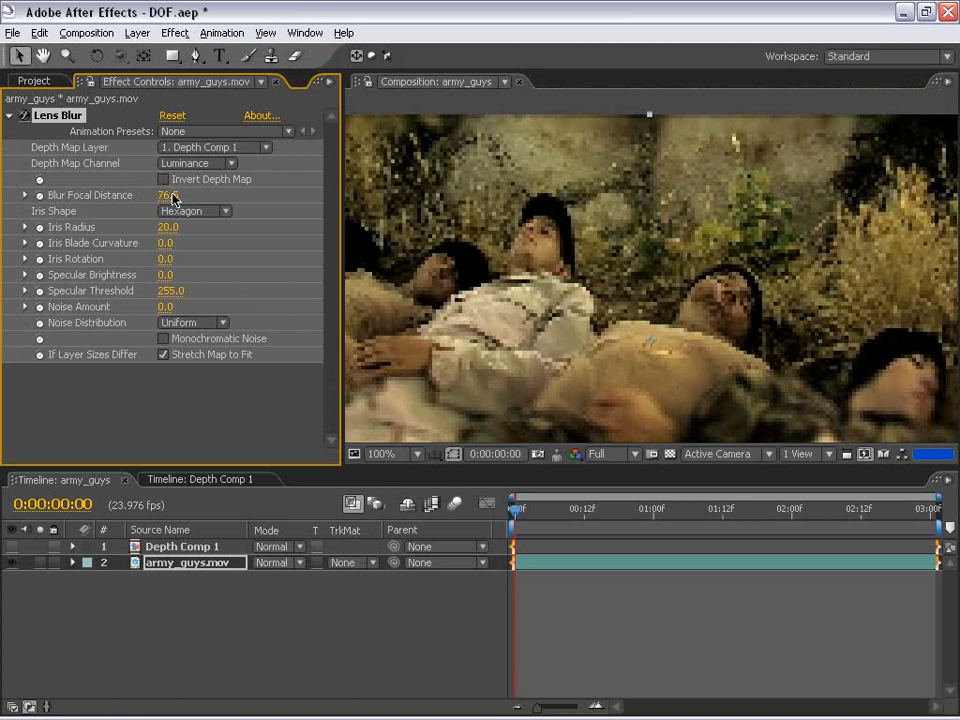 Adobe After Effects - DOF.aep *
File Edit Composition Layer Effect Animation View Window Help
Workspace: Standard
Project Effect Controls: army_guys.mov
Composition: army_guys
army_guys * army_guys.mov
Lens Blur Reset About...
Animation Presets: None
Depth Map Layer 1. Depth Comp 1
Depth Map Channel Luminance
Invert Depth Map
Blur Focal Distance
Iris Shape Hexagon
Iris Radius 20.0
Iris Blade Curvature 0.0
Iris Rotation 0.0
Specular Brightness 0.0
Specular Threshold 255.0
Noise Amount 0.0
Noise Distribution Uniform
Monochromatic Noise
If Layer Sizes Differ Stretch Map to Fit
100% 0:00:00:00 Full Active Camera 1 View
Timeline: army_guys Timeline: Depth Comp 1
0:00:00:00 (23.976 fps)
00:12F 01:00F 01:12F 02:00F 02:12F 03:00F
# Source Name Mode T TrkMat Parent
1 Depth Comp 1 Normal None
2 army_guys.mov Normal None None